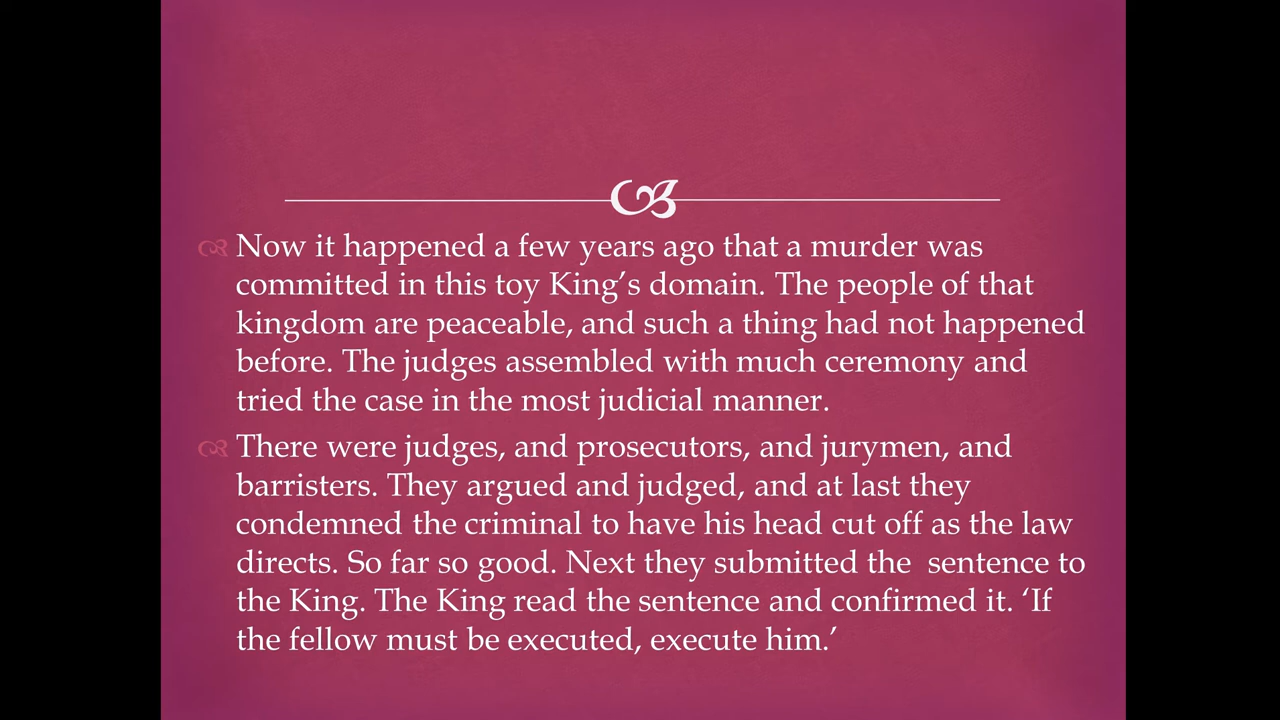 Now it happened a few years ago that a murder was
committed in this toy King’s domain. The people of that
kingdom are peaceable, and such a thing had not happened
before. The judges assembled with much ceremony and
tried the case in the most judicial manner.
There were judges, and prosecutors, and jurymen, and
barristers. They argued and judged, and at last they
condemned the criminal to have his head cut off as the law
directs. So far so good. Next they submitted the  sentence to
the King. The King read the sentence and confirmed it. ‘If
the fellow must be executed, execute him.’